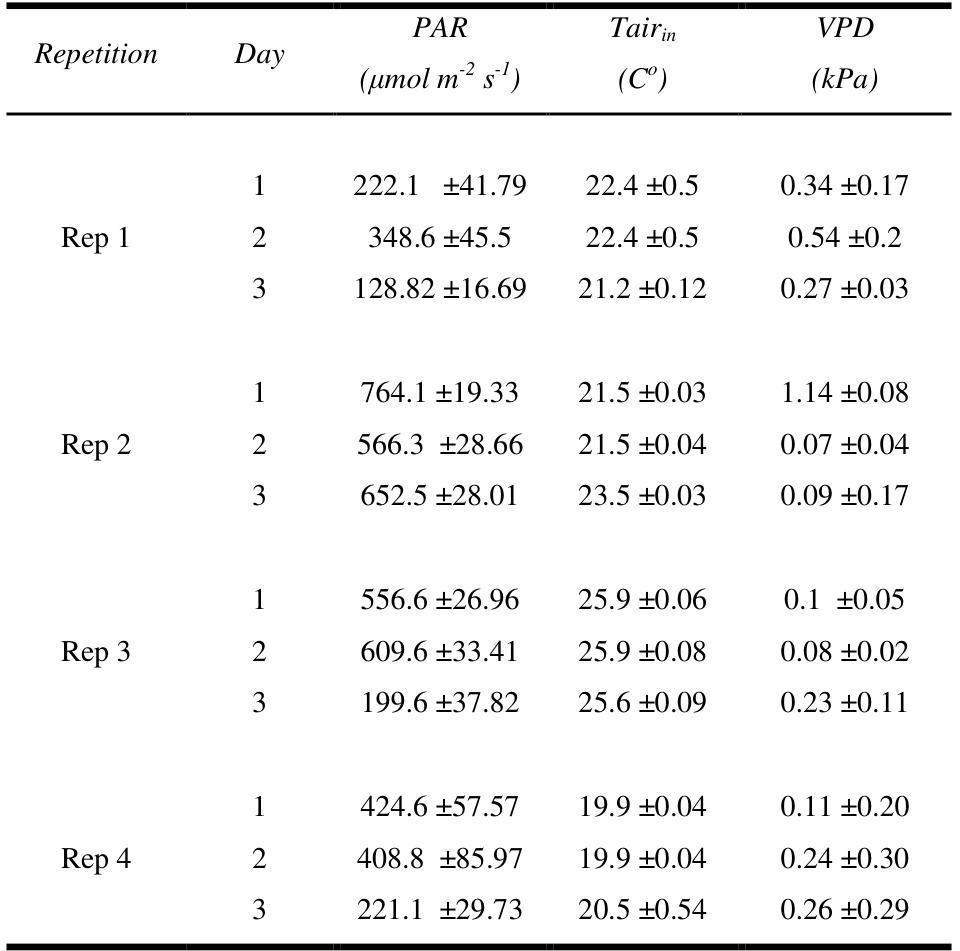 Repetition Day PAR Tairin VPD
(μmol m-2 s-1) (Co) (kPa)
1 222.1 ±41.79 22.4 ±0.5 0.34 ±0.17
Rep 1 2 348.6 ±45.5 22.4 ±0.5 0.54 ±0.2
3 128.82 ±16.69 21.2 ±0.12 0.27 ±0.03
1 764.1 ±19.33 21.5 ±0.03 1.14 ±0.08
Rep 2 2 566.3 ±28.66 21.5 ±0.04 0.07 ±0.04
3 652.5 ±28.01 23.5 ±0.03 0.09 ±0.17
1 556.6 ±26.96 25.9 ±0.06 0.1 ±0.05
Rep 3 2 609.6 ±33.41 25.9 ±0.08 0.08 ±0.02
3 199.6 ±37.82 25.6 ±0.09 0.23 ±0.11
1 424.6 ±57.57 19.9 ±0.04 0.11 ±0.20
Rep 4 2 408.8 ±85.97 19.9 ±0.04 0.24 ±0.30
3 221.1 ±29.73 20.5 ±0.54 0.26 ±0.29